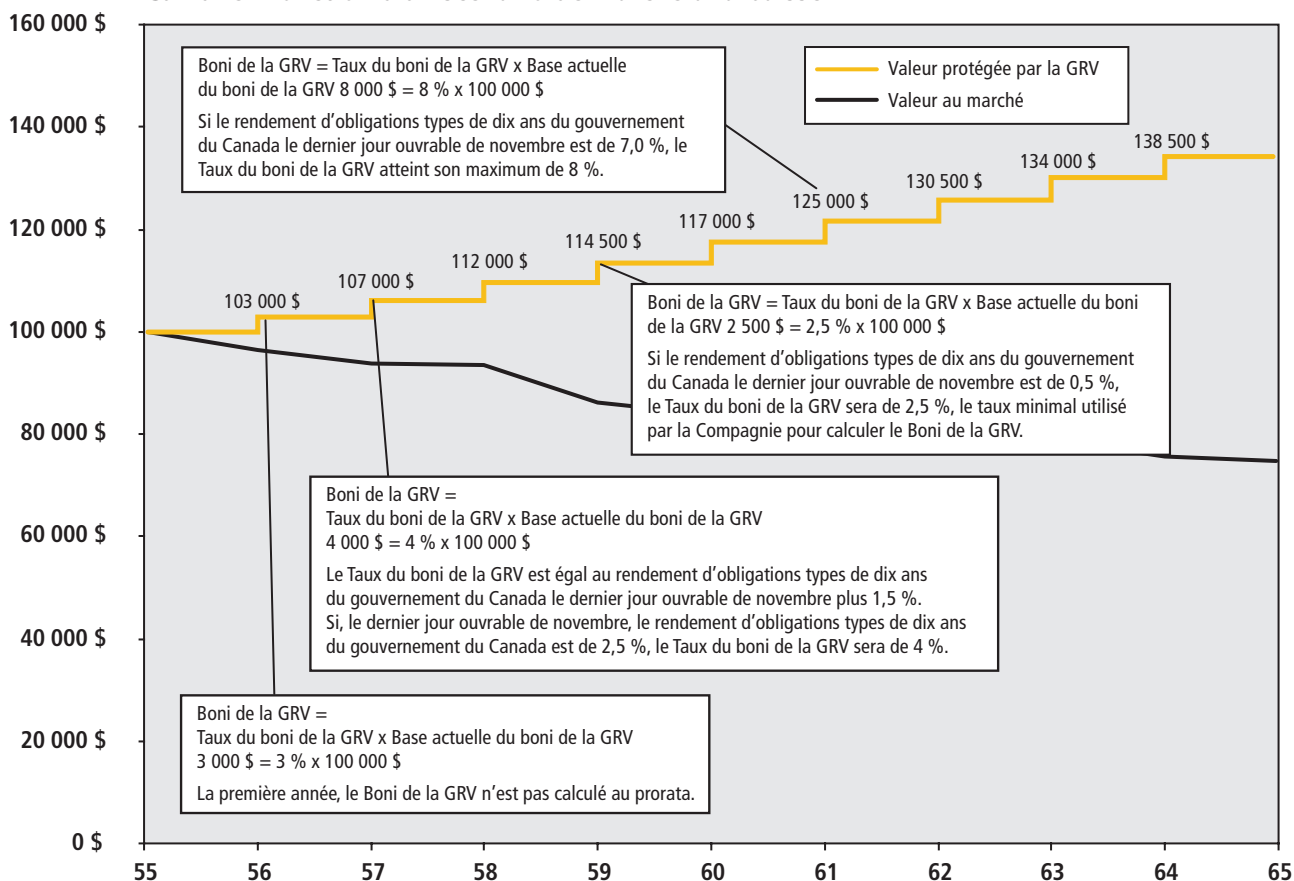 160 000 $
Boni de la GRV = Taux du boni de la GRV x Base actuelle
du boni de la GRV 8 000 $ = 8 % x 100 000 $
Si le rendement d'obligations types de dix ans du gouvernement
du Canada le dernier jour ouvrable de novembre est de 7,0 %, le
Taux du boni de la GRV atteint son maximum de 8 %.
Valeur protégée par la GRV
Valeur au marché
140 000 $
138 500 $
134 000 $
130 500 $
125 000 $
120 000 $
117 000 $
114 500 $
112 000 $
107 000 $
103 000 $
100 000 $
Boni de la GRV = Taux du boni de la GRV x Base actuelle du boni
de la GRV 2 500 $ = 2,5 % x 100 000 $
Si le rendement d'obligations types de dix ans du gouvernement
du Canada le dernier jour ouvrable de novembre est de 0,5 %,
le Taux du boni de la GRV sera de 2,5 %, le taux minimal utilisé
par la Compagnie pour calculer le Boni de la GRV.
80 000 $
Boni de la GRV =
Taux du boni de la GRV x Base actuelle du boni de la GRV
4 000 $ = 4 % x 100 000 $
Le Taux du boni de la GRV est égal au rendement d'obligations types de dix ans
du gouvernement du Canada le dernier jour ouvrable de novembre plus 1,5 %.
Si, le dernier jour ouvrable de novembre, le rendement d'obligations types de dix ans
du gouvernement du Canada est de 2,5 %, le Taux du boni de la GRV sera de 4 %.
60 000 $
40 000 $
Boni de la GRV =
Taux du boni de la GRV x Base actuelle du boni de la GRV
3 000 $ = 3 % x 100 000 $
La première année, le Boni de la GRV n'est pas calculé au prorata.
20 000 $
0 $
55 56 57 58 59 60 61 62 63 64 65